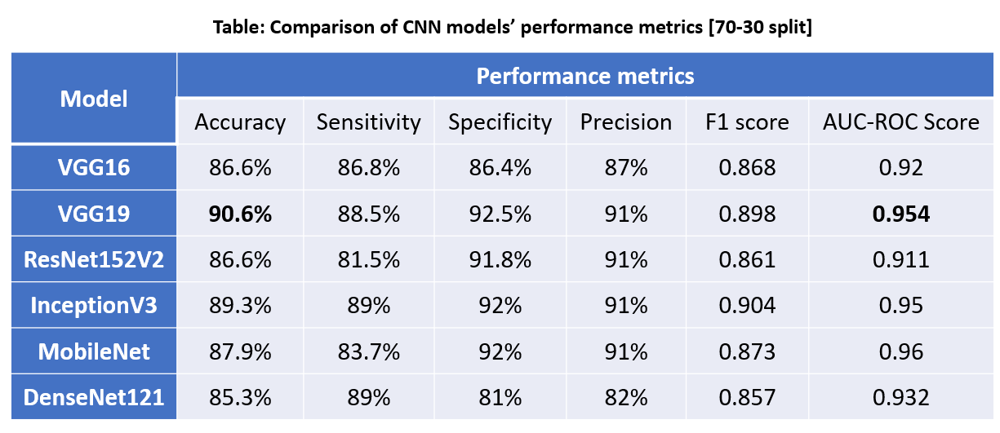 Table: Comparison of CNN models’ performance metrics [70-30 split]
Model Performance metrics
Accuracy Sensitivity Specificity Precision F1 score AUC-ROC Score
VGG16 86.6% 86.8% 86.4% 87% 0.868 0.92
VGG19 90.6% 88.5% 92.5% 91% 0.898 0.954
ResNet152V2 86.6% 81.5% 91.8% 91% 0.861 0.911
InceptionV3 89.3% 89% 92% 91% 0.904 0.95
MobileNet 87.9% 83.7% 92% 91% 0.873 0.96
DenseNet121 85.3% 89% 81% 82% 0.857 0.932